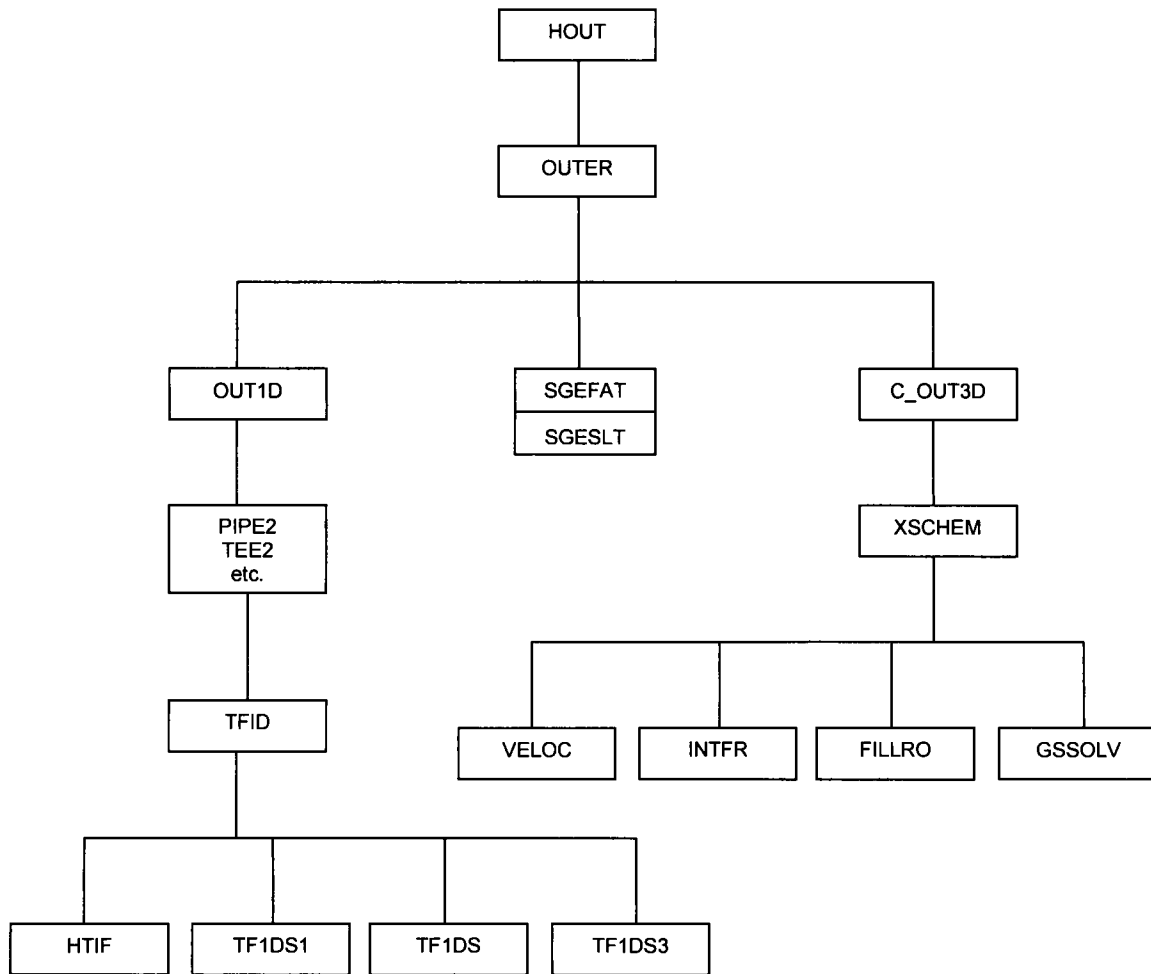 HOUT
OUTER
OUT1D
SGEFAT
SGESLT
C_OUT3D
PIPE2
TEE2
etc.
XSCHEM
TFID
VELOC
INTFR
FILLRO
GSSOLV
HTIF
TF1DS1
TF1DS
TF1DS3